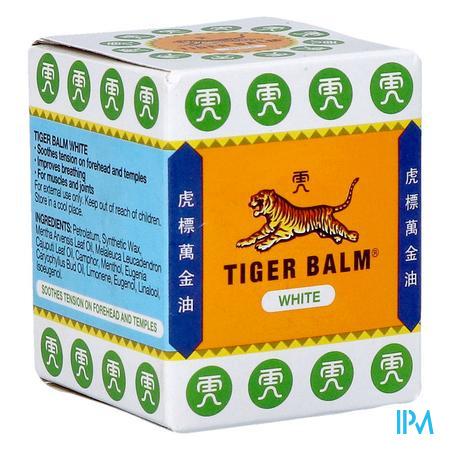 TIGER BALM WHITE
• Soothes tension on forehead and temples
• Improves breathing
• For muscles and joints
For external use only. Keep out of reach of children.
Store in a cool place.
INGREDIENTS: Petrolatum, Synthetic Wax,
Mentha Arvensis Leaf Oil, Melaleuca Leucadendron
Cajuputi Leaf Oil, Camphor, Menthol, Eugenia
Caryophyllus Bud Oil, Limonene, Eugenol, Linalool,
Isoeugenol.
SOOTHES TENSION ON FOREHEAD AND TEMPLES
虎標萬金油
TIGER BALM®
WHITE
虎標萬金油
IPM